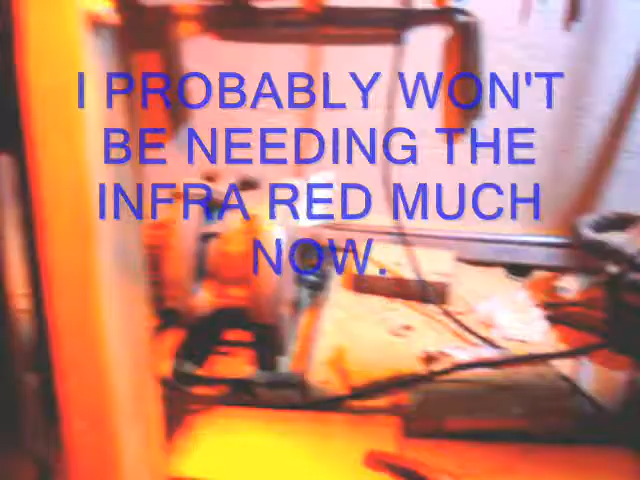 I PROBABLY WON'T
BE NEEDING THE
INFRA RED MUCH
NOW.